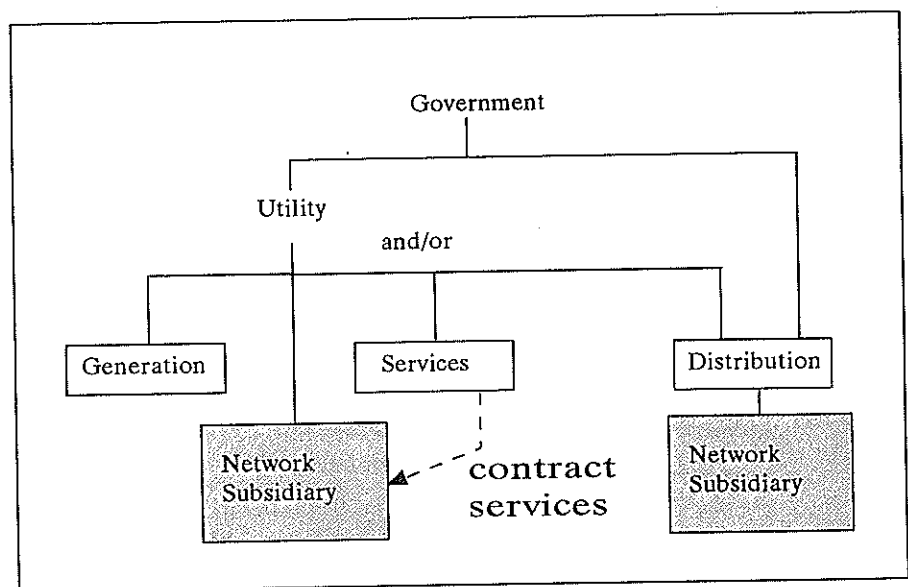 Government
Utility
and/or
Generation
Services
Distribution
Network
Subsidiary
contract
services
Network
Subsidiary